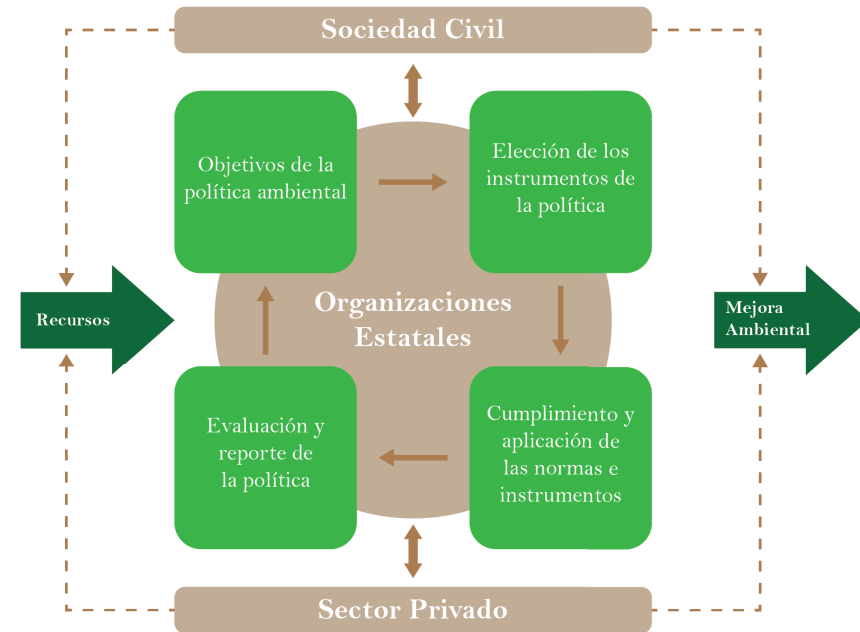 Sociedad Civil
Objetivos de la
política ambiental
Elección de los
instrumentos de
la política
Organizaciones
Estatales
Recursos
Mejora
Ambiental
Evaluación y
reporte de
la política
Cumplimiento y
aplicación de
las normas e
instrumentos
Sector Privado